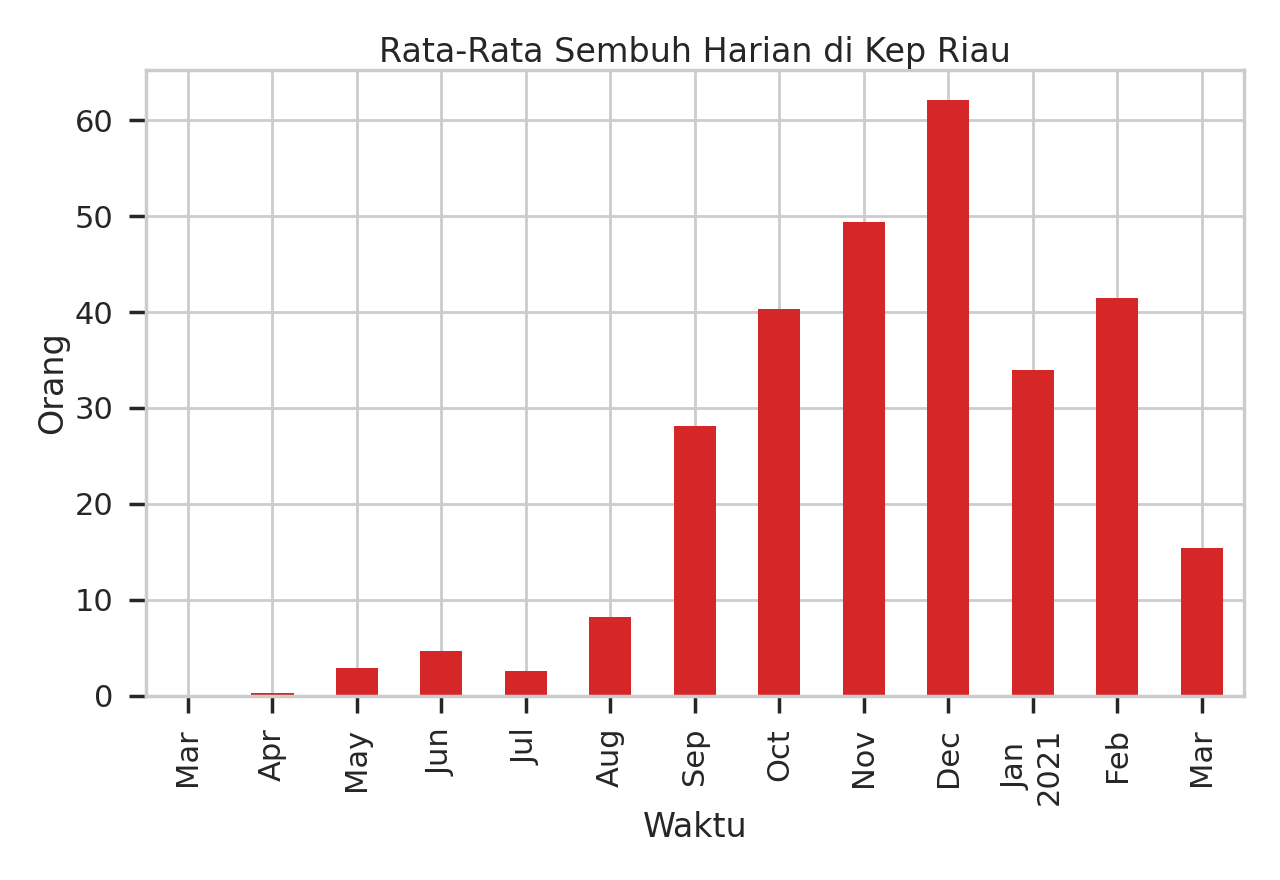 Rata-Rata Sembuh Harian di Kep Riau
60
50
40
30
20
10
0
Orang
Mar
Apr
May
Jun
Jul
Aug
Sep
Oct
Nov
Dec
Jan
2021
Feb
Mar
Waktu